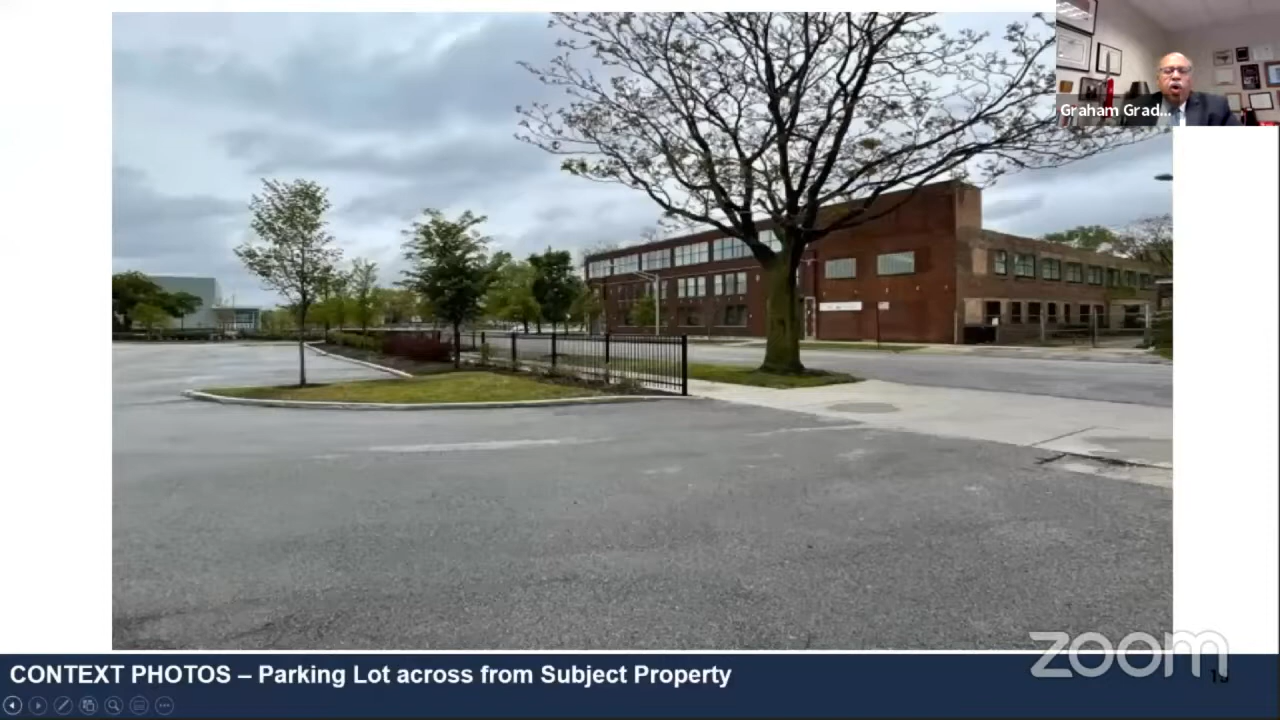 Graham Grad...
CONTEXT PHOTOS – Parking Lot across from Subject Property
zoom